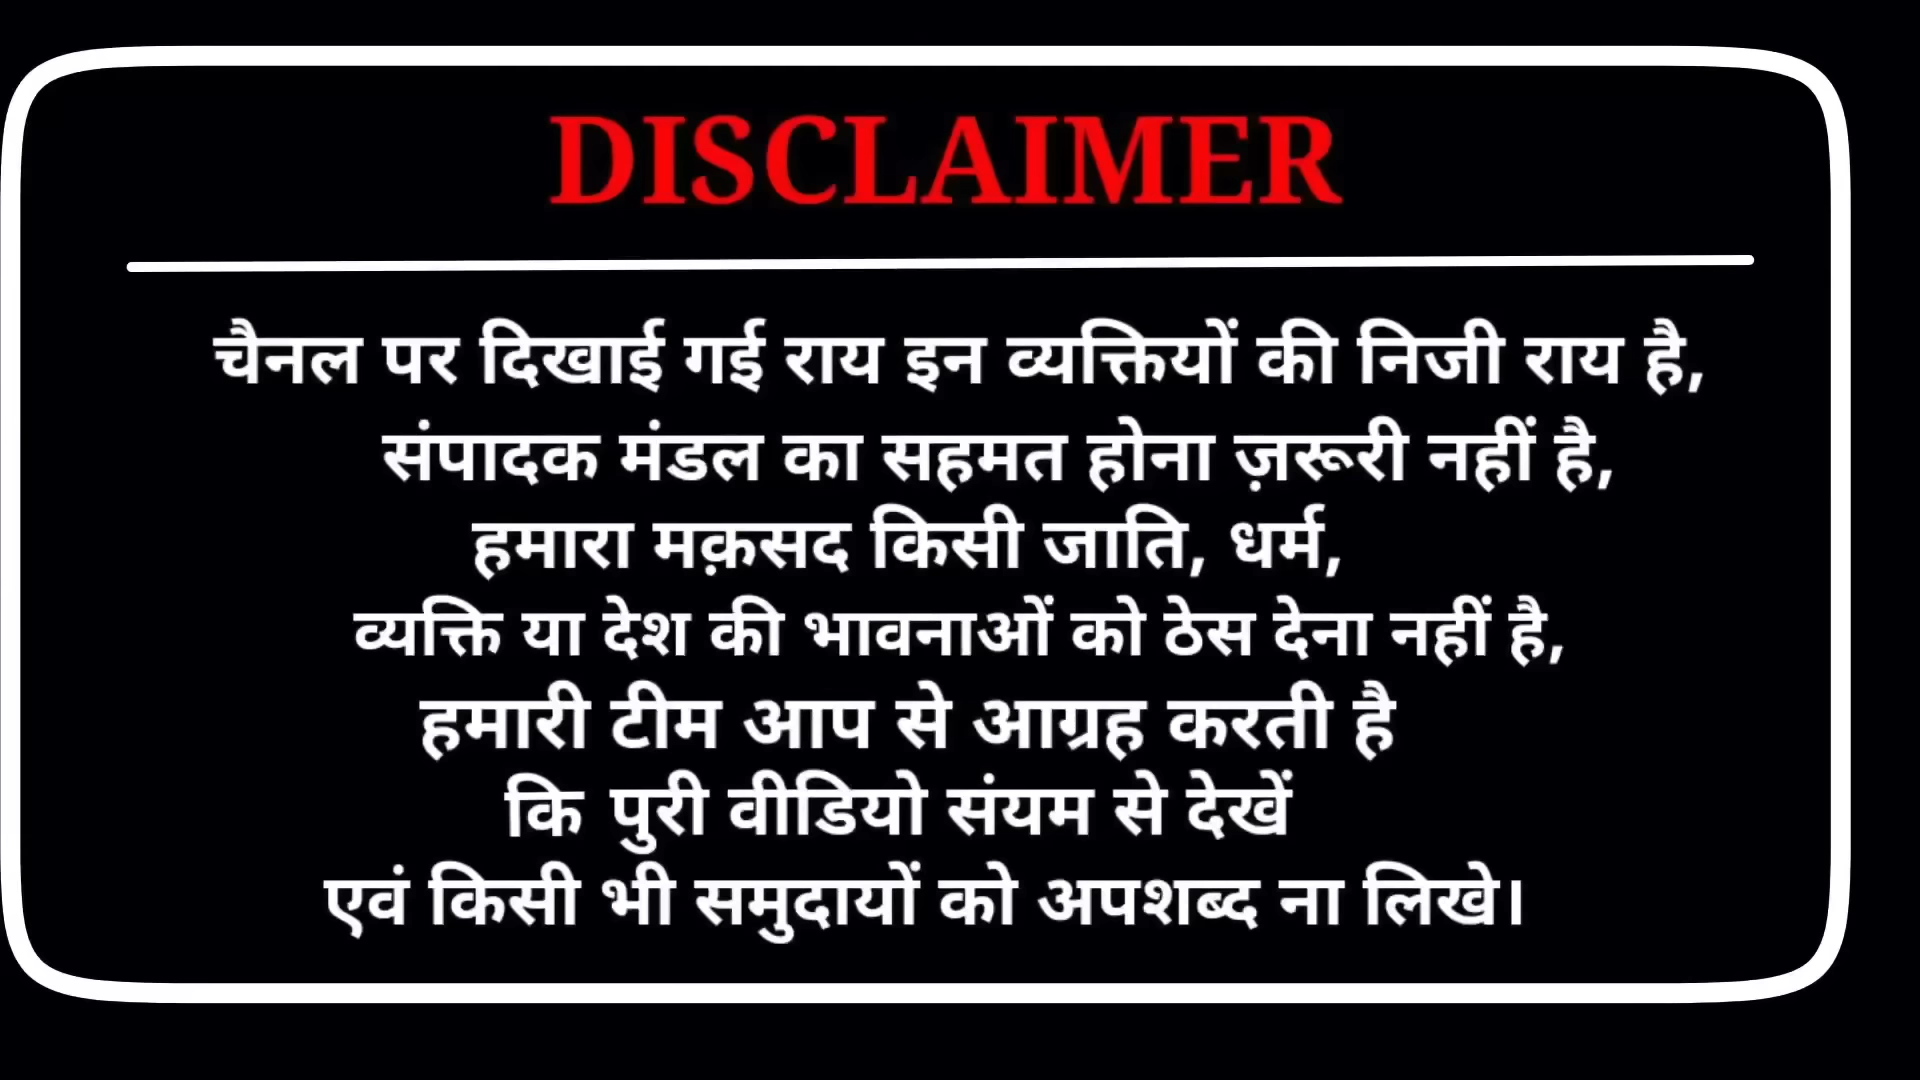 DISCLAIMER
चैनल पर दिखाई गई राय इन व्यक्तियों की निजी राय है,
संपादक मंडल का सहमत होना ज़रूरी नहीं है,
हमारा मक़सद किसी जाति, धर्म,
व्यक्ति या देश की भावनाओं को ठेस देना नहीं है,
हमारी टीम आप से आग्रह करती है
कि पुरी वीडियो संयम से देखें
एवं किसी भी समुदायों को अपशब्द ना लिखे।